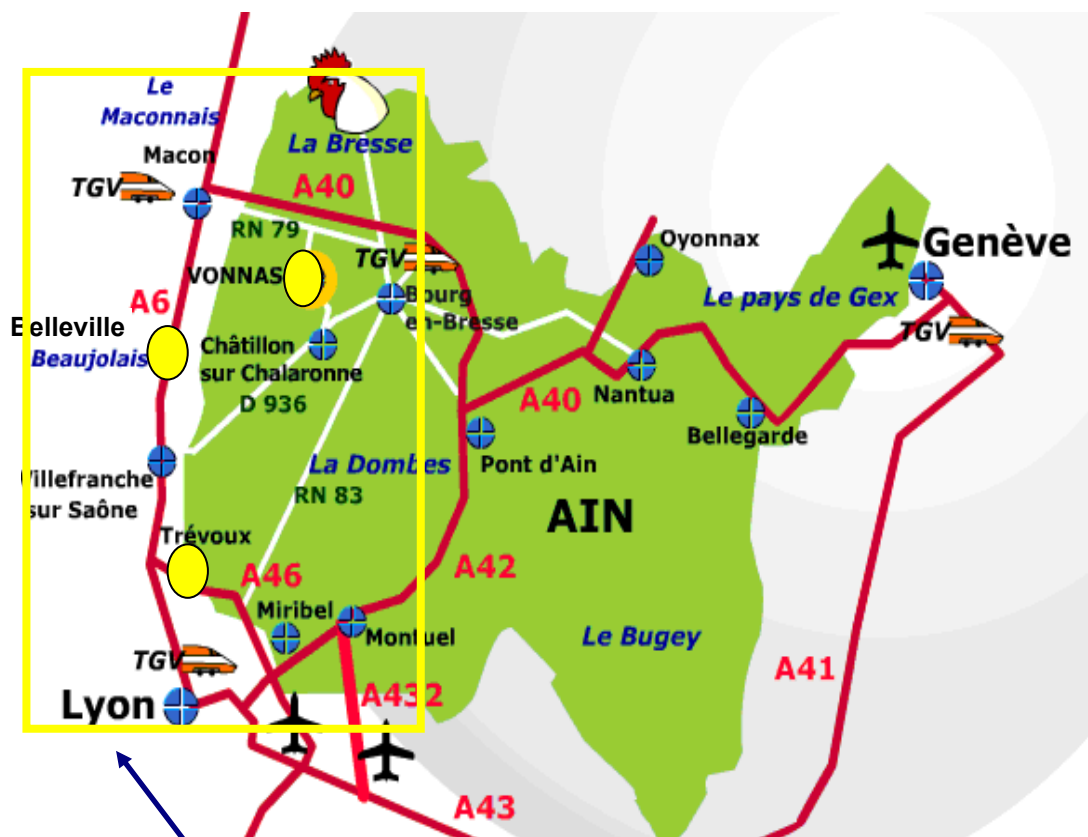 Le
Maconnais
Macon
TGV
La Bresse
A40
RN 79
VONNAS
TGV
Bourg
en-Bresse
Oyonnax
Genève
Le pays de Gex
TGV
A6
Belleville
Beaujolais
Châtillon
sur Chalaronne
D 936
A40
Nantua
Bellegarde
Villefranche
sur Saône
La Dombes
RN 83
Pont d'Ain
AIN
Trévoux
A46
A42
Miribel
Montuel
Le Bugey
TGV
Lyon
A432
A41
A43